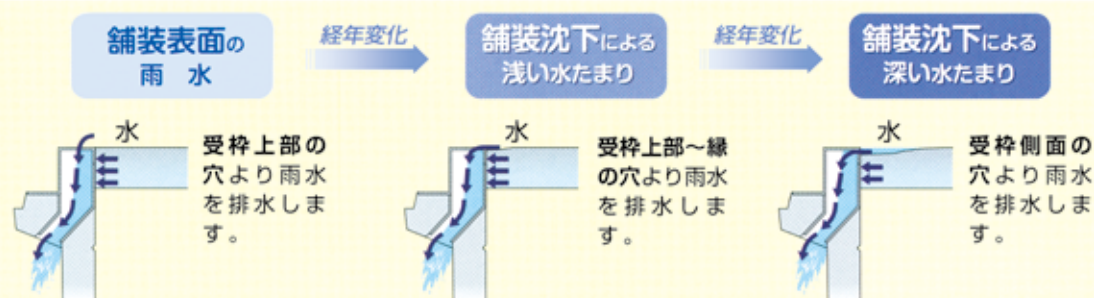 舗装表面の
雨 水
経年変化
舗装沈下による
浅い水たまり
経年変化
舗装沈下による
深い水たまり
水
受枠上部の
穴より雨水
を排水しま
す。
水
受枠上部～縁
の穴より雨水
を排水しま
す。
水
受枠側面の
穴より雨水
を排水しま
す。